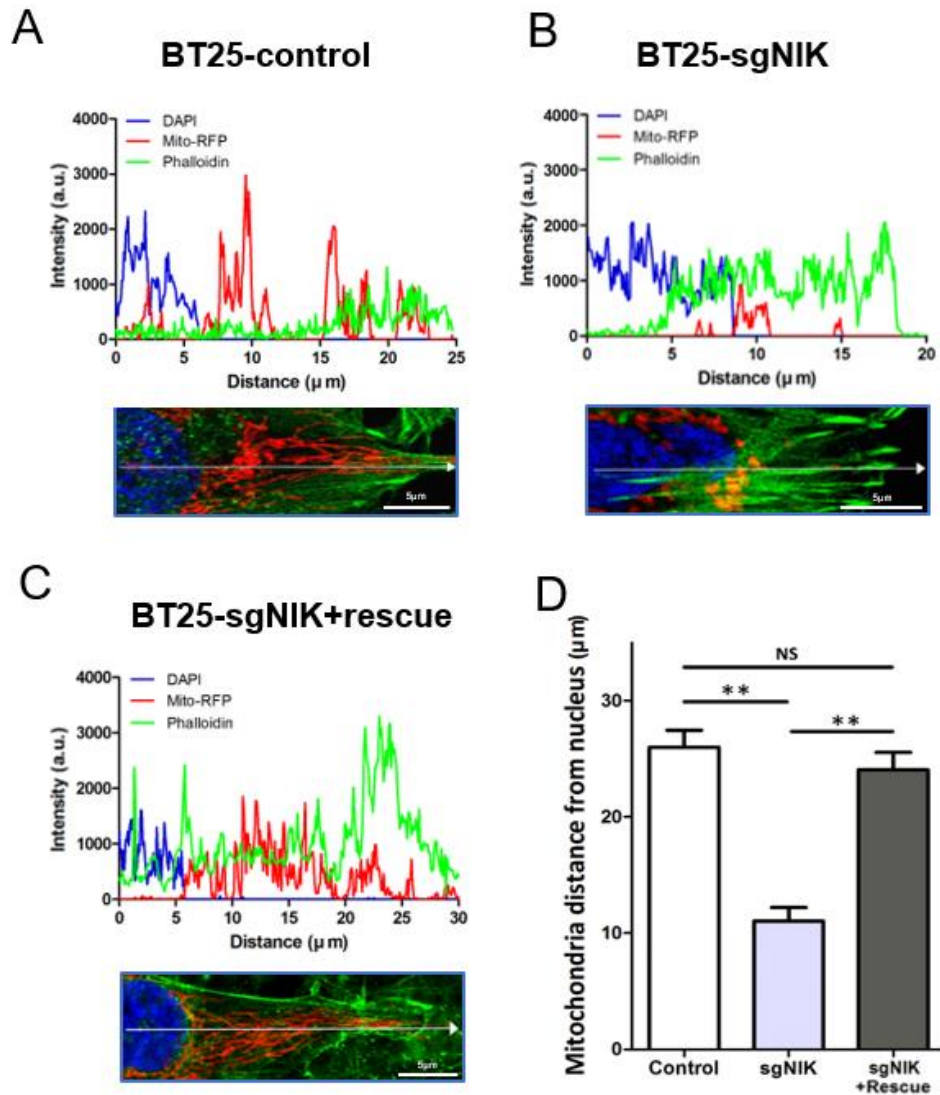 A
BT25-control
DAPI
Mito-RFP
Phalloidin
Intensity (a.u.)
4000
3000
2000
1000
0
0 5 10 15 20 25
Distance (µm)
5µm
B
BT25-sgNIK
DAPI
Mito-RFP
Phalloidin
Intensity (a.u.)
4000
3000
2000
1000
0
0 5 10 15 20
Distance (µm)
5µm
C
BT25-sgNIK+rescue
DAPI
Mito-RFP
Phalloidin
Intensity (a.u.)
4000
3000
2000
1000
0
0 5 10 15 20 25 30
Distance (µm)
5µm
D
Mitochondria distance from nucleus (µm)
NS
**
**
30
20
10
0
Control sgNIK sgNIK
+Rescue